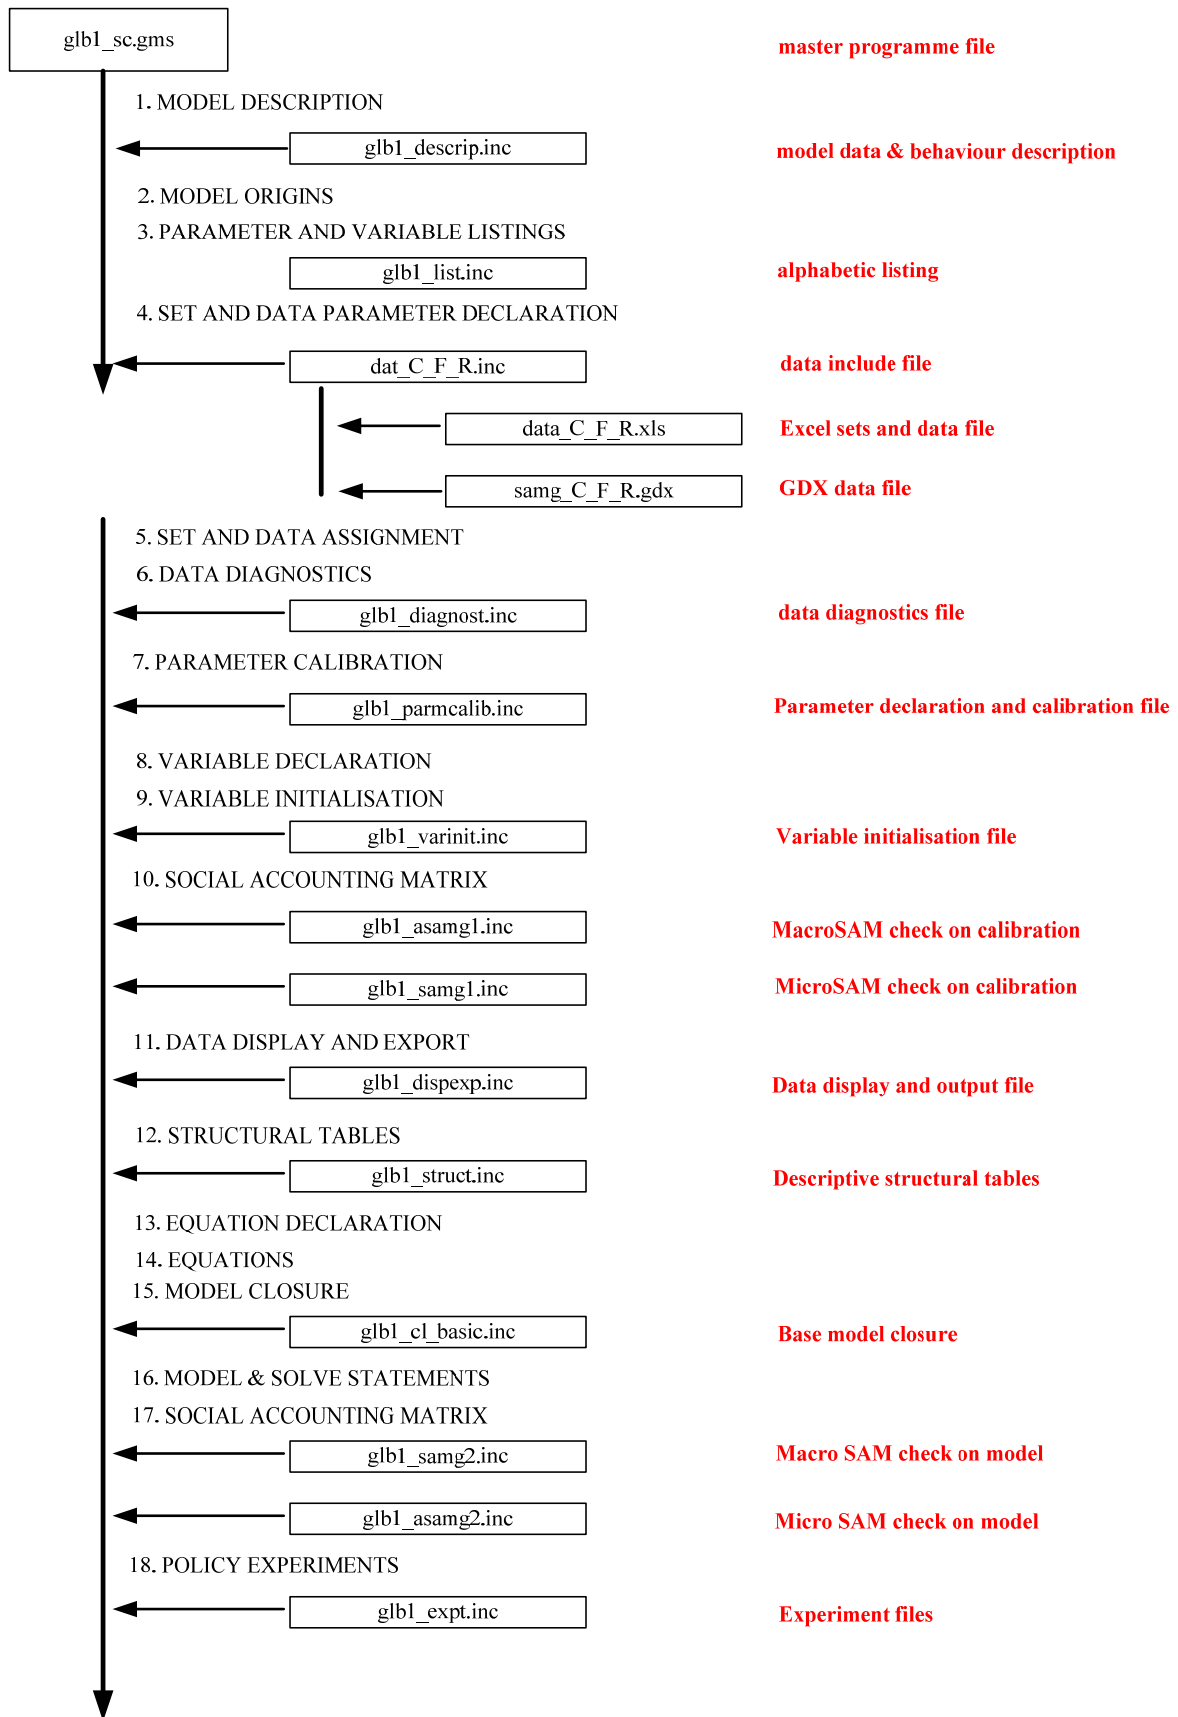 glb1_sc.gms
master programme file
1. MODEL DESCRIPTION
glb1_descrip.inc
model data & behaviour description
2. MODEL ORIGINS
3. PARAMETER AND VARIABLE LISTINGS
glb1_list.inc
alphabetic listing
4. SET AND DATA PARAMETER DECLARATION
dat_C_F_R.inc
data include file
data_C_F_R.xls
Excel sets and data file
samg_C_F_R.gdx
GDX data file
5. SET AND DATA ASSIGNMENT
6. DATA DIAGNOSTICS
glb1_diagnost.inc
data diagnostics file
7. PARAMETER CALIBRATION
glb1_parmcalib.inc
Parameter declaration and calibration file
8. VARIABLE DECLARATION
9. VARIABLE INITIALISATION
glb1_varinit.inc
Variable initialisation file
10. SOCIAL ACCOUNTING MATRIX
glb1_asamg1.inc
MacroSAM check on calibration
glb1_samg1.inc
MicroSAM check on calibration
11. DATA DISPLAY AND EXPORT
glb1_dispexp.inc
Data display and output file
12. STRUCTURAL TABLES
glb1_struct.inc
Descriptive structural tables
13. EQUATION DECLARATION
14. EQUATIONS
15. MODEL CLOSURE
glb1_cl_basic.inc
Base model closure
16. MODEL & SOLVE STATEMENTS
17. SOCIAL ACCOUNTING MATRIX
glb1_samg2.inc
Macro SAM check on model
glb1_asamg2.inc
Micro SAM check on model
18. POLICY EXPERIMENTS
glb1_expt.inc
Experiment files